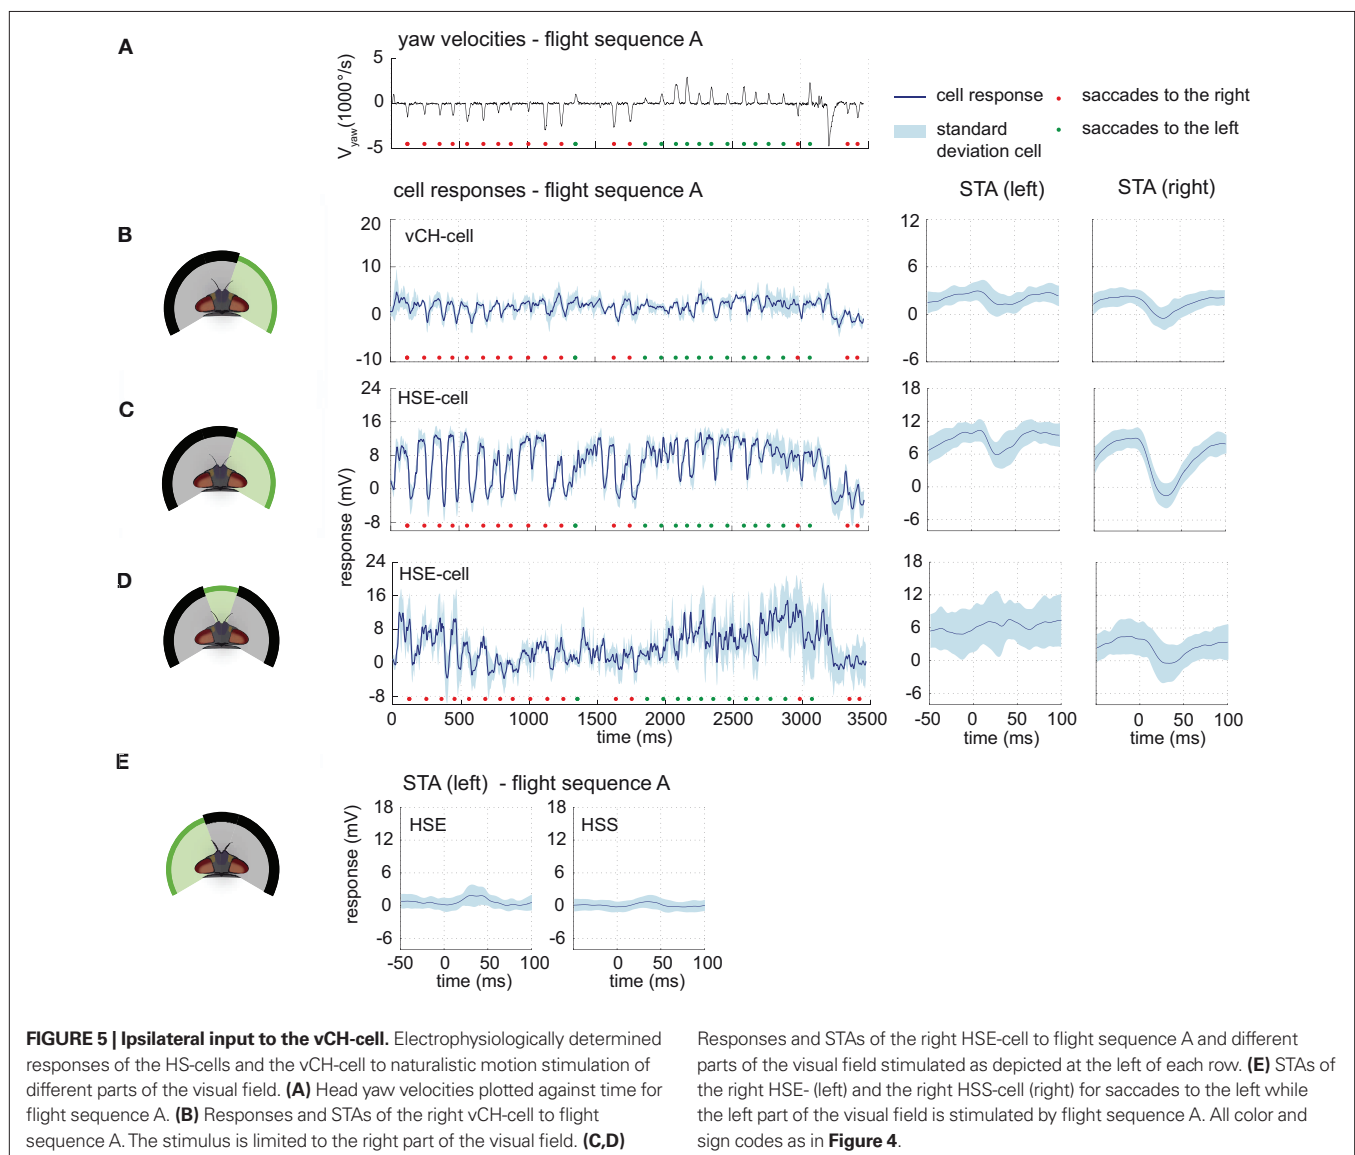 A
yaw velocities - flight sequence A
5
0
-5
Vyaw(1000°/s)
cell response
saccades to the right
standard
deviation cell
saccades to the left
cell responses - flight sequence A
STA (left)
STA (right)
B
20
10
0
-10
vCH-cell
12
6
0
-6
C
24
16
8
0
-8
HSE-cell
18
12
6
0
-6
response (mV)
D
24
16
8
0
-8
HSE-cell
0
500
1000
1500
2000
2500
3000
3500
time (ms)
18
12
6
0
-6
-50
0
50
100
time (ms)
0
50
100
time (ms)
E
STA (left) - flight sequence A
response (mV)
18
12
6
0
-6
HSE
-50
0
50
100
time (ms)
18
12
6
0
-6
HSS
0
50
100
time (ms)
FIGURE 5 | Ipsilateral input to the vCH-cell. Electrophysiologically determined
responses of the HS-cells and the vCH-cell to naturalistic motion stimulation of
different parts of the visual field. (A) Head yaw velocities plotted against time for
flight sequence A. (B) Responses and STAs of the right vCH-cell to flight
sequence A. The stimulus is limited to the right part of the visual field. (C,D)
Responses and STAs of the right HSE-cell to flight sequence A and different
parts of the visual field stimulated as depicted at the left of each row. (E) STAs of
the right HSE- (left) and the right HSS-cell (right) for saccades to the left while
the left part of the visual field is stimulated by flight sequence A. All color and
sign codes as in Figure 4.